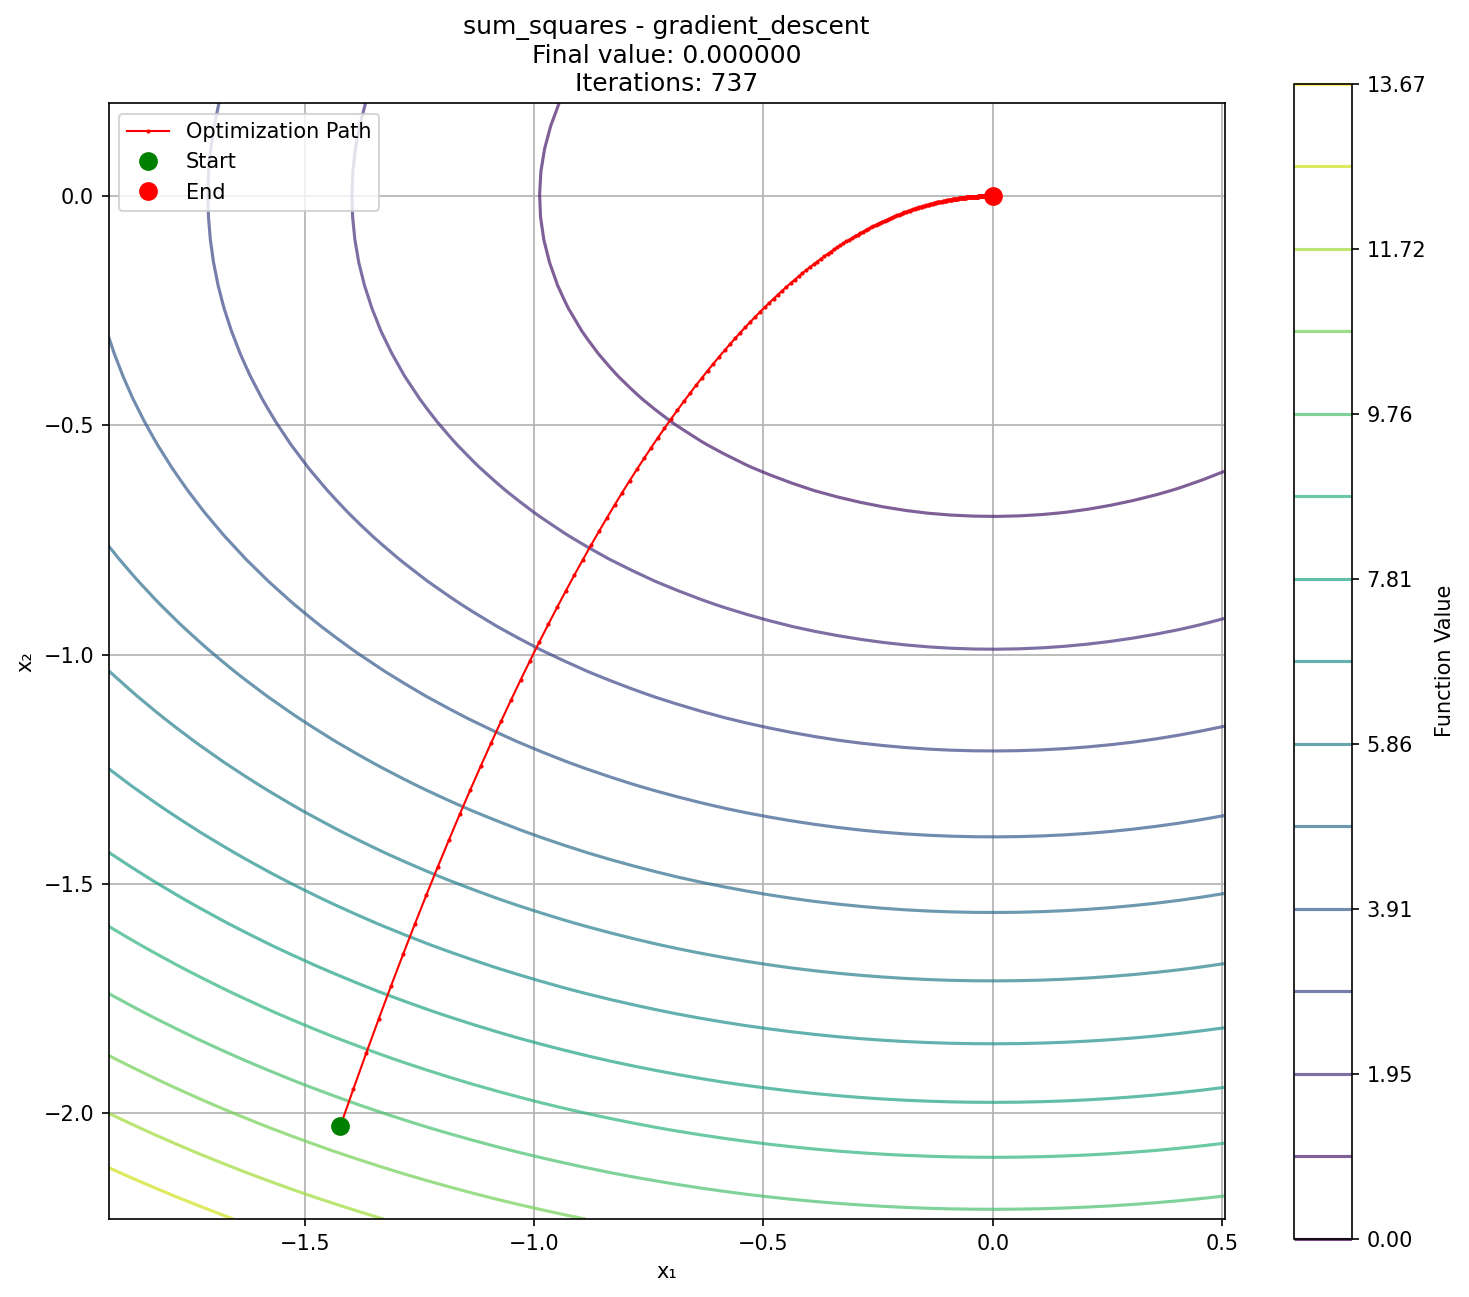 sum_squares - gradient_descent
Final value: 0.000000
Iterations: 737
Optimization Path
Start
End
0.0
−0.5
−1.0
−1.5
−2.0
x₂
−1.5
−1.0
−0.5
0.0
0.5
x₁
13.67
11.72
9.76
7.81
5.86
3.91
1.95
0.00
Function Value